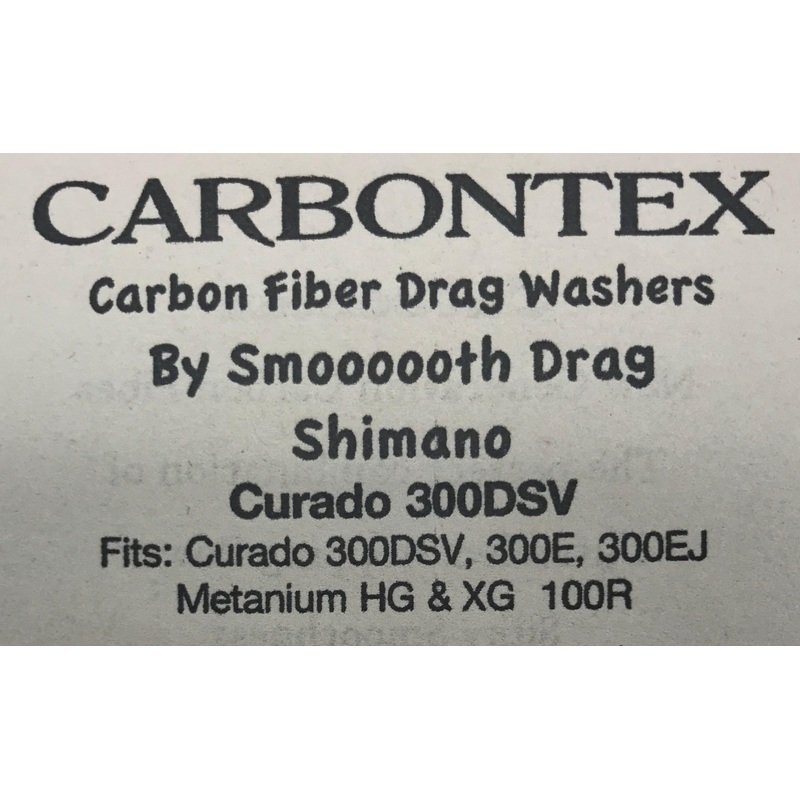 CARBONTEX
Carbon Fiber Drag Washers
By Smooooooth Drag
Shimano
Curado 300DSV
Fits: Curado 300DSV, 300E, 300EJ
Metanium HG & XG 100R